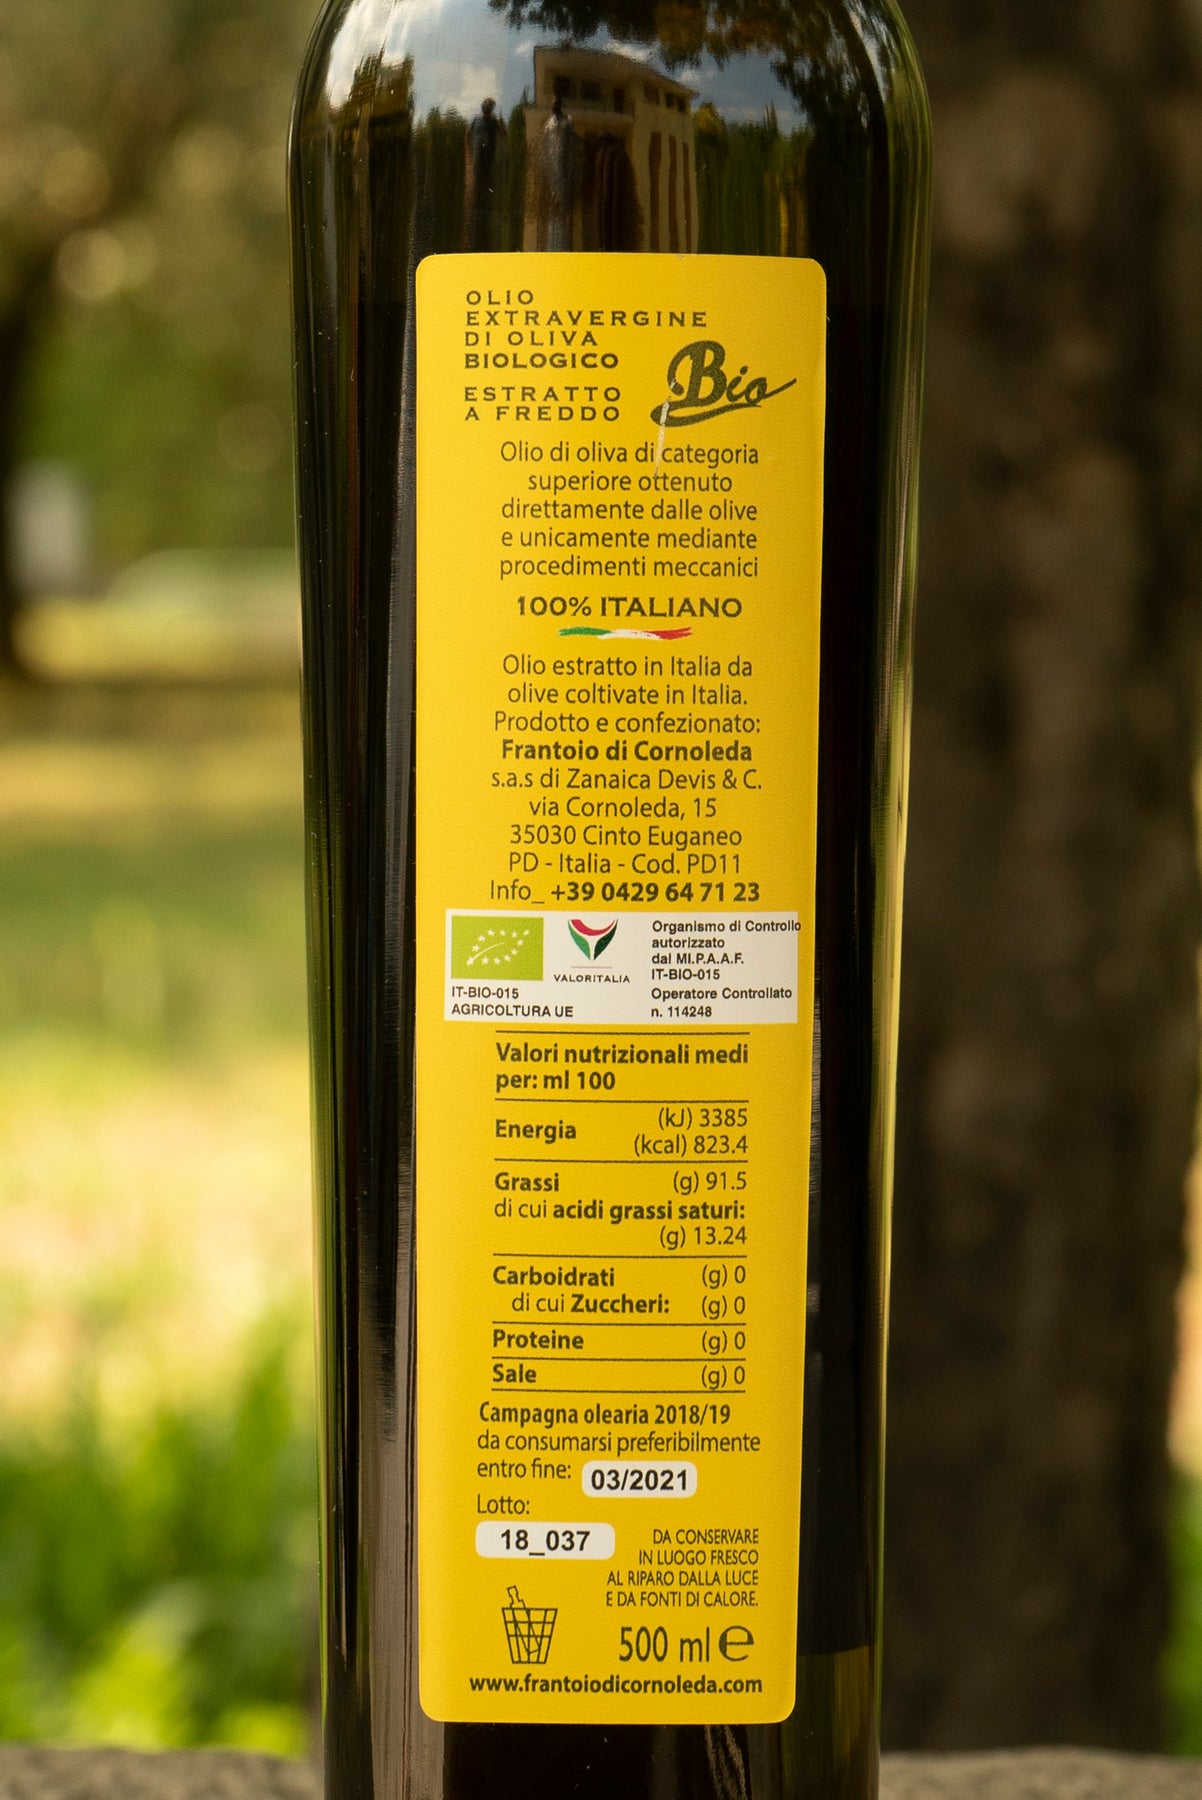 OLIO
EXTRAVERGINE
DI OLIVA
BIOLOGICO
ESTRATTO
A FREDDO
Bio
Olio di oliva di categoria
superiore ottenuto
direttamente dalle olive
e unicamente mediante
procedimenti meccanici
100% ITALIANO
Olio estratto in Italia da
olive coltivate in Italia.
Prodotto e confezionato:
Frantoio di Cornoleda
s.a.s di Zanaica Devis & C.
via Cornoleda, 15
35030 Cinto Euganeo
PD - Italia - Cod. PD11
Info_ +39 0429 64 71 23
IT-BIO-015
AGRICOLTURA UE
VALORITALIA
Organismo di Controllo
autorizzato
dal MI.P.A.A.F.
IT-BIO-015
Operatore Controllato
n. 114248
Valori nutrizionali medi
per: ml 100
Energia (kJ) 3385
(kcal) 823.4
Grassi (g) 91.5
di cui acidi grassi saturi:
(g) 13.24
Carboidrati (g) 0
di cui Zuccheri: (g) 0
Proteine (g) 0
Sale (g) 0
Campagna olearia 2018/19
da consumarsi preferibilmente
entro fine: 03/2021
Lotto:
18_037
DA CONSERVARE
IN LUOGO FRESCO
AL RIPARO DALLA LUCE
E DA FONTI DI CALORE.
500 ml e
www.frantoiodicornoleda.com